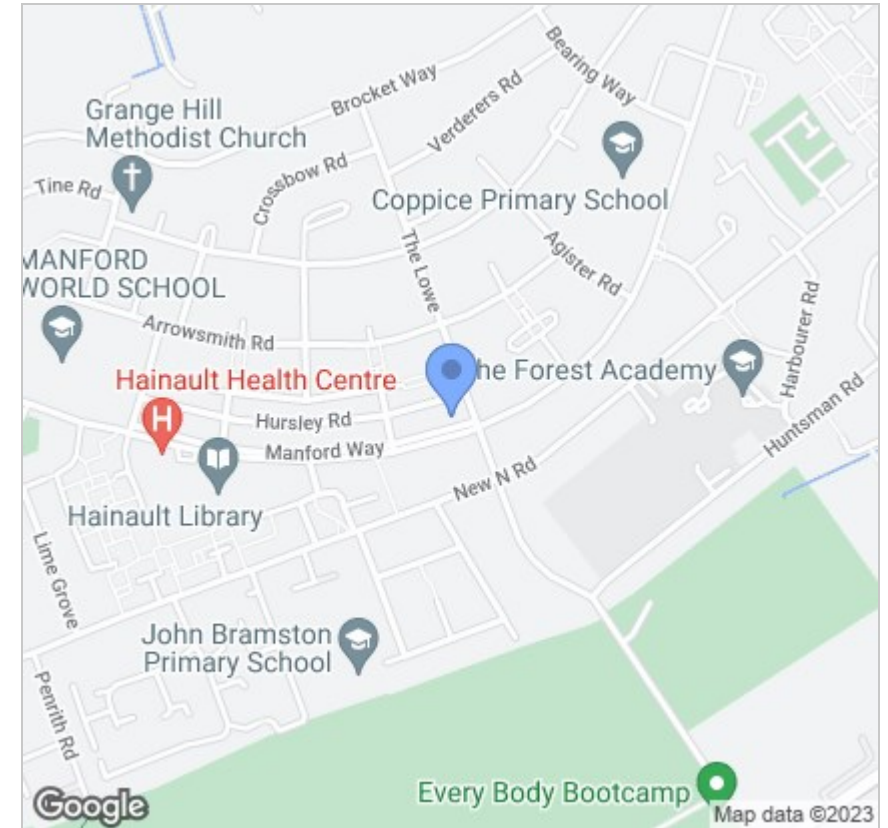 Brocket Way
Bearing Way
Verderers Rd
Grange Hill
Methodist Church
Crossbow Rd
Tine Rd
Coppice Primary School
The Lowe
Agister Rd
MANFORD
WORLD SCHOOL
Harbourer Rd
Arrowsmith Rd
he Forest Academy
Hainault Health Centre
H
Hursley Rd
Huntsman Rd
Manford Way
New N Rd
Hainault Library
Lime Grove
John Bramston
Primary School
Penrith Rd
Every Body Bootcamp
Google
Map data ©2023